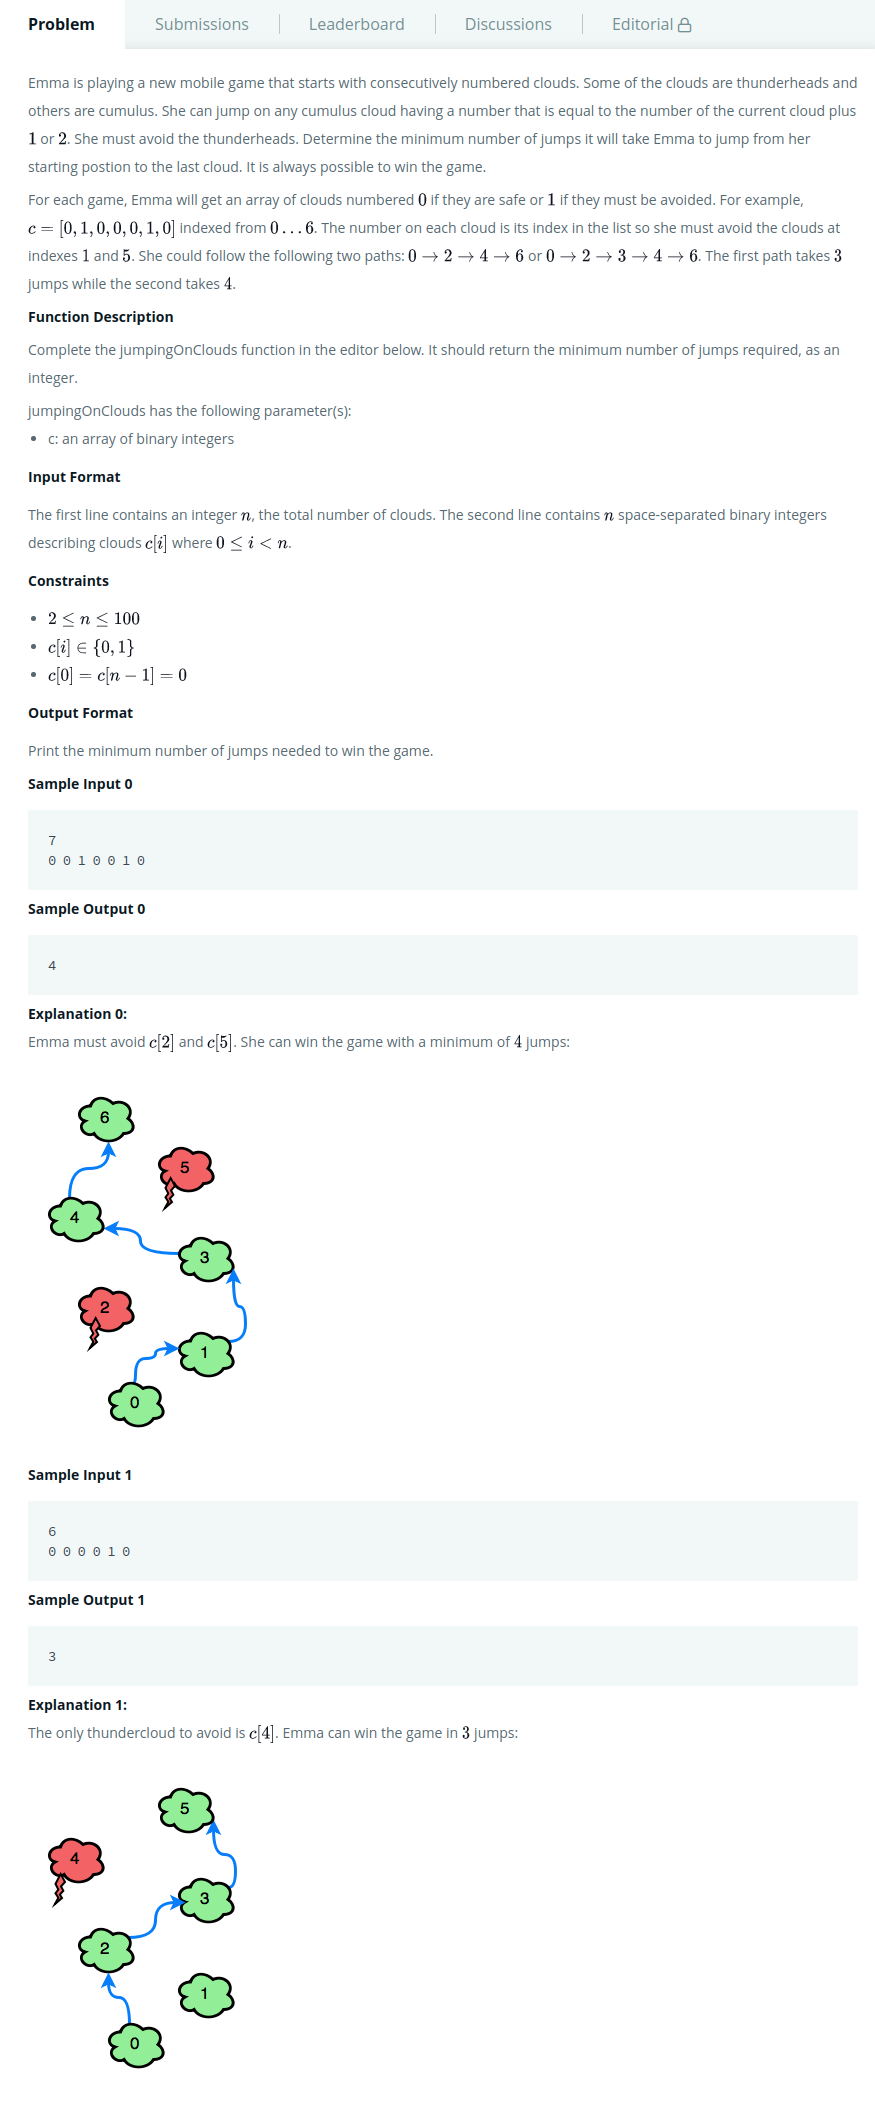 Problem
Submissions
Leaderboard
Discussions
Editorial
Emma is playing a new mobile game that starts with consecutively numbered clouds. Some of the clouds are thunderheads and
others are cumulus. She can jump on any cumulus cloud having a number that is equal to the number of the current cloud plus
1 or 2. She must avoid the thunderheads. Determine the minimum number of jumps it will take Emma to jump from her
starting postion to the last cloud. It is always possible to win the game.
For each game, Emma will get an array of clouds numbered 0 if they are safe or 1 if they must be avoided. For example,
c = [0, 1, 0, 0, 0, 1, 0] indexed from 0 . . . 6. The number on each cloud is its index in the list so she must avoid the clouds at
indexes 1 and 5. She could follow the following two paths: 0 → 2 → 4 → 6 or 0 → 2 → 3 → 4 → 6. The first path takes 3
jumps while the second takes 4.
Function Description
Complete the jumpingOnClouds function in the editor below. It should return the minimum number of jumps required, as an
integer.
jumpingOnClouds has the following parameter(s):
• c: an array of binary integers
Input Format
The first line contains an integer n, the total number of clouds. The second line contains n space-separated binary integers
describing clouds c[i] where 0 ≤ i < n.
Constraints
• 2 ≤ n ≤ 100
• c[i] ∈ {0, 1}
• c[0] = c[n − 1] = 0
Output Format
Print the minimum number of jumps needed to win the game.
Sample Input 0
7
0 0 1 0 0 1 0
Sample Output 0
4
Explanation 0:
Emma must avoid c[2] and c[5]. She can win the game with a minimum of 4 jumps:
6
5
4
3
2
1
0
Sample Input 1
6
0 0 0 0 1 0
Sample Output 1
3
Explanation 1:
The only thundercloud to avoid is c[4]. Emma can win the game in 3 jumps:
5
4
3
2
1
0